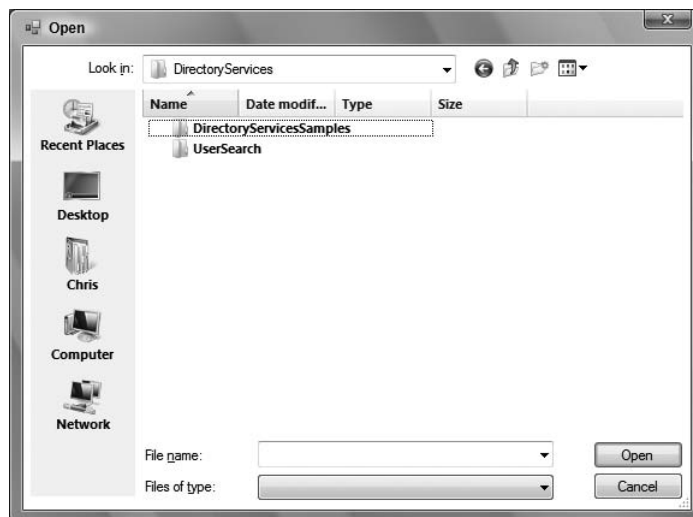 Open
Look in: DirectoryServices
Name Date modif... Type Size
DirectoryServicesSamples
UserSearch
Recent Places
Desktop
Chris
Computer
Network
File name:
Open
Files of type:
Cancel